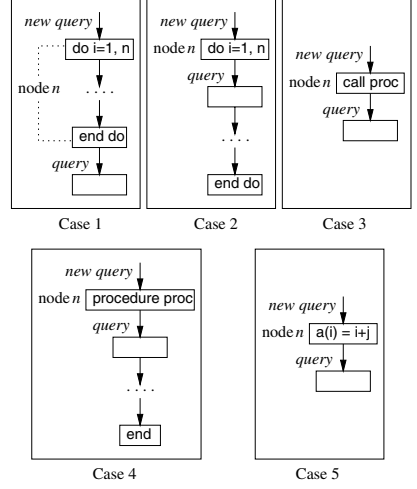 new query
do i=1, n
node n
. . . .
end do
query
Case 1
new query
node n do i=1, n
query
. . . .
end do
Case 2
new query
node n call proc
query
Case 3
new query
node n procedure proc
query
. . . .
end
Case 4
new query
node n a(i) = i+j
query
Case 5